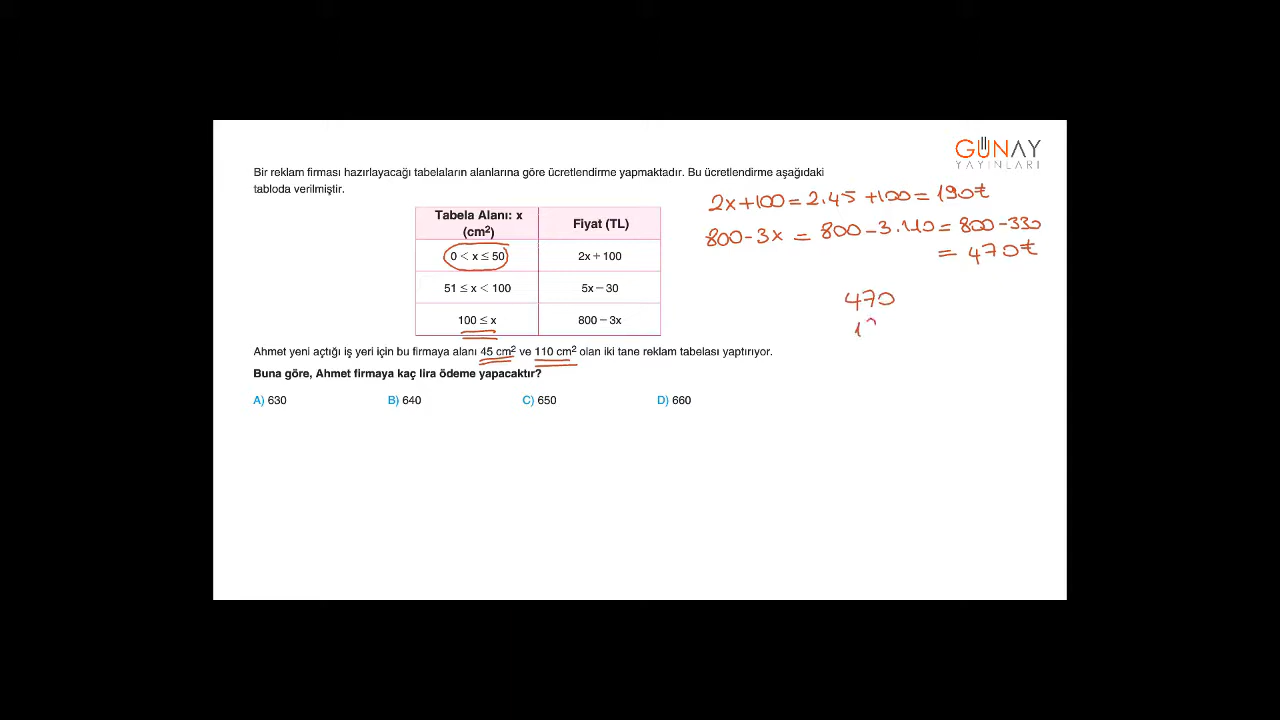 GÜNAY
YAYINLARI
Bir reklam firması hazırlayacağı tabelaların alanlarına göre ücretlendirme yapmaktadır. Bu ücretlendirme aşağıdaki
tabloda verilmiştir.
Tabela Alanı: x
(cm²)
Fiyat (TL)
0 < x ≤ 50
2x + 100
51 ≤ x < 100
5x − 30
100 ≤ x
800 − 3x
Ahmet yeni açtığı iş yeri için bu firmaya alanı 45 cm² ve 110 cm² olan iki tane reklam tabelası yaptırıyor.
Buna göre, Ahmet firmaya kaç lira ödeme yapacaktır?
A) 630 B) 640 C) 650 D) 660
2x+100 = 2.45 +100 = 190₺
800-3x = 800-3.110 = 800-330
= 470₺
470
1